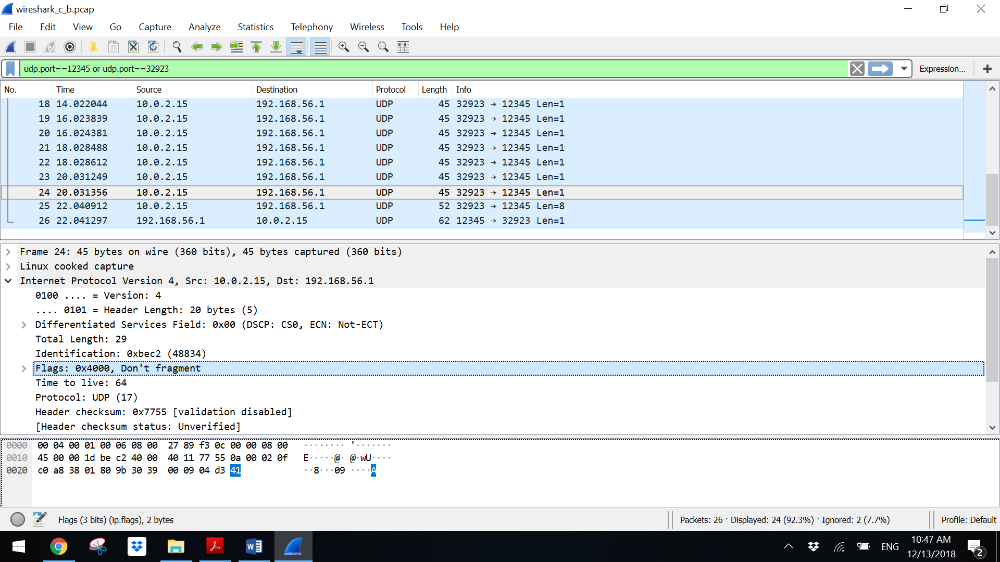 wireshark_c_b.pcap
File Edit View Go Capture Analyze Statistics Telephony Wireless Tools Help
udp.port==12345 or udp.port==32923 Expression... +
No. Time Source Destination Protocol Length Info
18 14.022044 10.0.2.15 192.168.56.1 UDP 45 32923 → 12345 Len=1
19 16.023839 10.0.2.15 192.168.56.1 UDP 45 32923 → 12345 Len=1
20 16.024381 10.0.2.15 192.168.56.1 UDP 45 32923 → 12345 Len=1
21 18.028488 10.0.2.15 192.168.56.1 UDP 45 32923 → 12345 Len=1
22 18.028612 10.0.2.15 192.168.56.1 UDP 45 32923 → 12345 Len=1
23 20.031249 10.0.2.15 192.168.56.1 UDP 45 32923 → 12345 Len=1
24 20.031356 10.0.2.15 192.168.56.1 UDP 45 32923 → 12345 Len=1
25 22.040912 10.0.2.15 192.168.56.1 UDP 52 32923 → 12345 Len=8
26 22.041297 192.168.56.1 10.0.2.15 UDP 62 12345 → 32923 Len=1
Frame 24: 45 bytes on wire (360 bits), 45 bytes captured (360 bits)
Linux cooked capture
Internet Protocol Version 4, Src: 10.0.2.15, Dst: 192.168.56.1
0100 .... = Version: 4
.... 0101 = Header Length: 20 bytes (5)
Differentiated Services Field: 0x00 (DSCP: CS0, ECN: Not-ECT)
Total Length: 29
Identification: 0xbec2 (48834)
Flags: 0x4000, Don't fragment
Time to live: 64
Protocol: UDP (17)
Header checksum: 0x7755 [validation disabled]
[Header checksum status: Unverified]
0000 00 04 00 01 00 06 08 00 27 89 f3 0c 00 00 08 00 ········ '·······
0010 45 00 00 1d be c2 40 00 40 11 77 55 0a 00 02 0f E·····@· @·wU····
0020 c0 a8 38 01 80 9b 30 39 00 09 04 d3 41 ··8···09 ····A
Flags (3 bits) (ip.flags), 2 bytes Packets: 26 · Displayed: 24 (92.3%) · Ignored: 2 (7.7%) Profile: Default
ENG 10:47 AM
12/13/2018 2